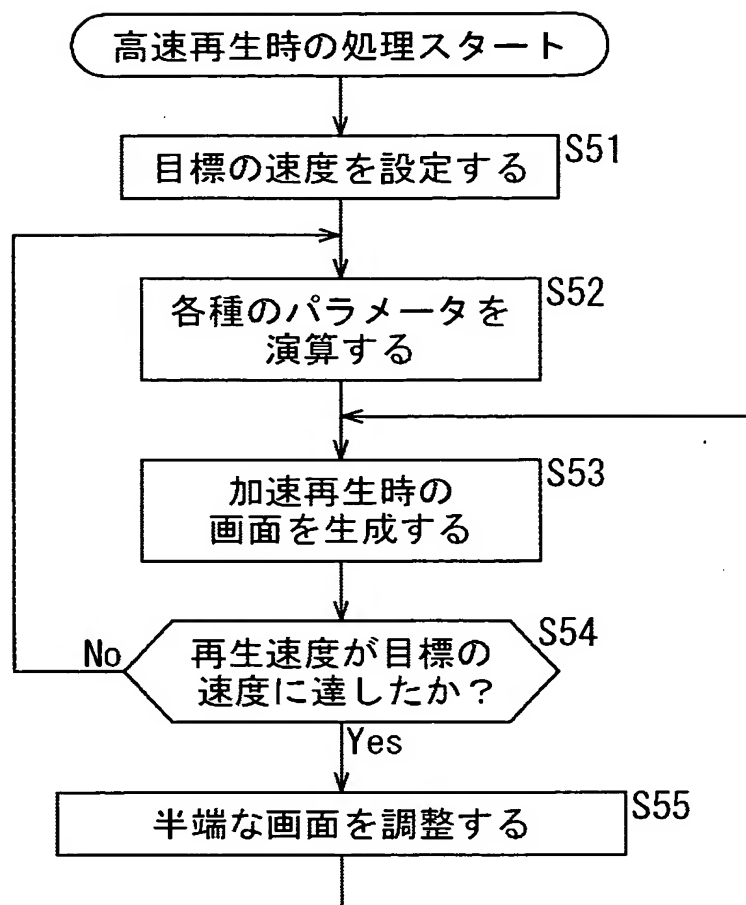 高速再生時の処理スタート
S51
目標の速度を設定する
S52
各種のパラメータを
演算する
S53
加速再生時の
画面を生成する
S54
No
再生速度が目標の
速度に達したか？
Yes
S55
半端な画面を調整する